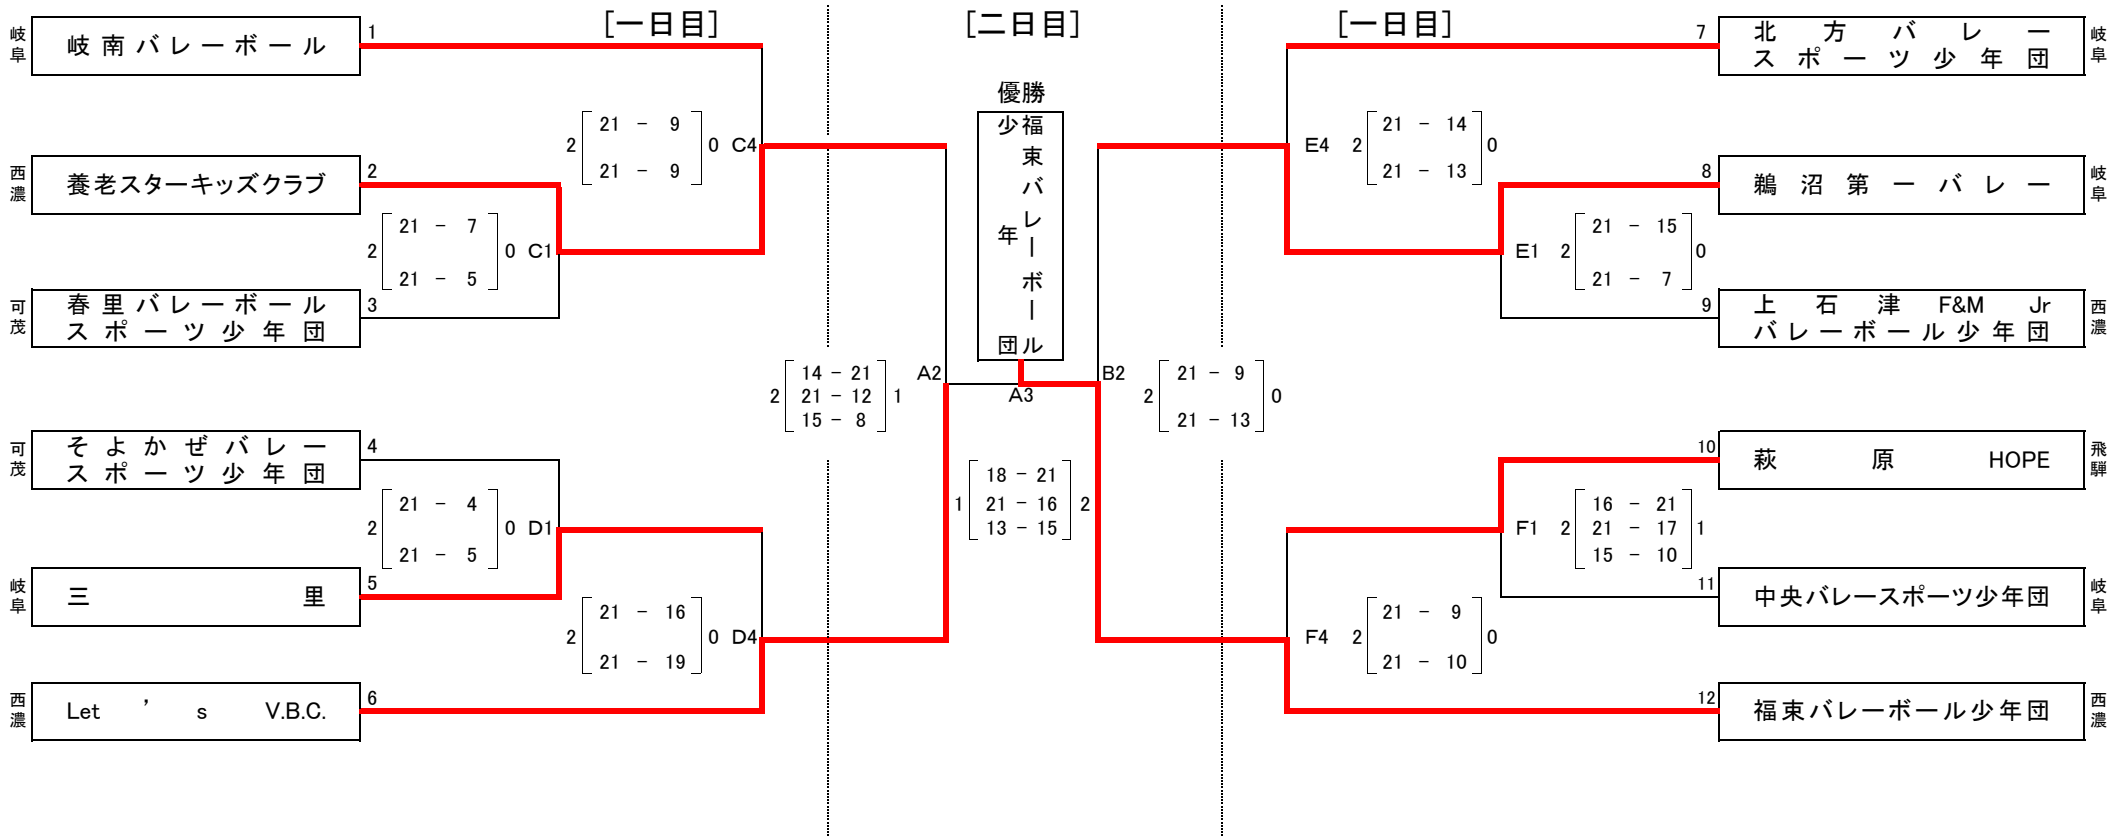 [一日目]
[二日目]
[一日目]
岐阜
岐南バレーボール
1
西濃
養老スターキッズクラブ
2
可茂
春里バレーボール
スポーツ少年団
3
可茂
そよかぜバレー
スポーツ少年団
4
岐阜
三里
5
西濃
Let ’s V.B.C.
6
2 21 - 9 0 C4
21 - 9
2 21 - 7 0 C1
21 - 5
2 21 - 4 0 D1
21 - 5
2 21 - 16 0 D4
21 - 19
優勝
福束バレーボール
少年団
14 - 21
2 21 - 12 1
15 - 8
A2
A3
18 - 21
1 21 - 16 2
13 - 15
B2
2 21 - 9 0
21 - 13
E4 2 21 - 14 0
21 - 13
E1 2 21 - 15 0
21 - 7
16 - 21
F1 2 21 - 17 1
15 - 10
F4 2 21 - 9 0
21 - 10
7
北方バレー
スポーツ少年団
岐阜
8
鵜沼第一バレー
岐阜
9
上石津F&M Jr
バレーボール少年団
西濃
10
萩原HOPE
飛騨
11
中央バレースポーツ少年団
岐阜
12
福束バレーボール少年団
西濃